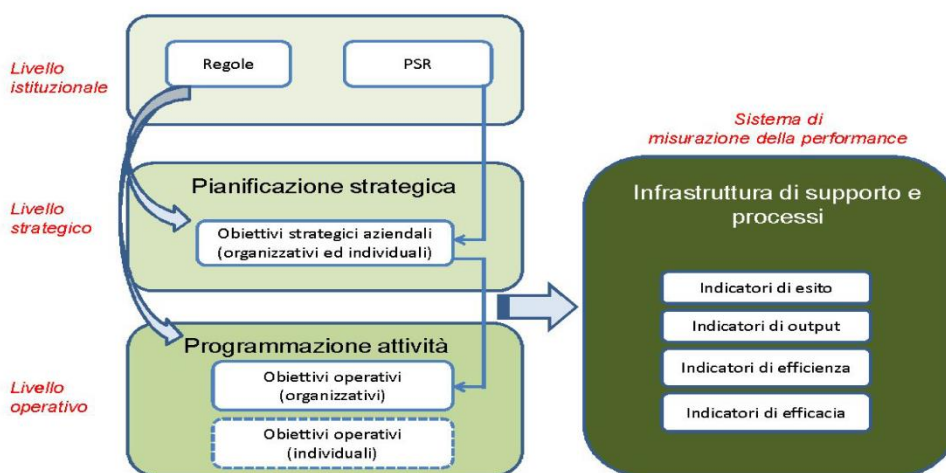 Livello
istituzionale
Regole
PSR
Livello
strategico
Pianificazione strategica
Obiettivi strategici aziendali
(organizzativi ed individuali)
Livello
operativo
Programmazione attività
Obiettivi operativi
(organizzativi)
Obiettivi operativi
(individuali)
Sistema di
misurazione della performance
Infrastruttura di supporto e
processi
Indicatori di esito
Indicatori di output
Indicatori di efficienza
Indicatori di efficacia